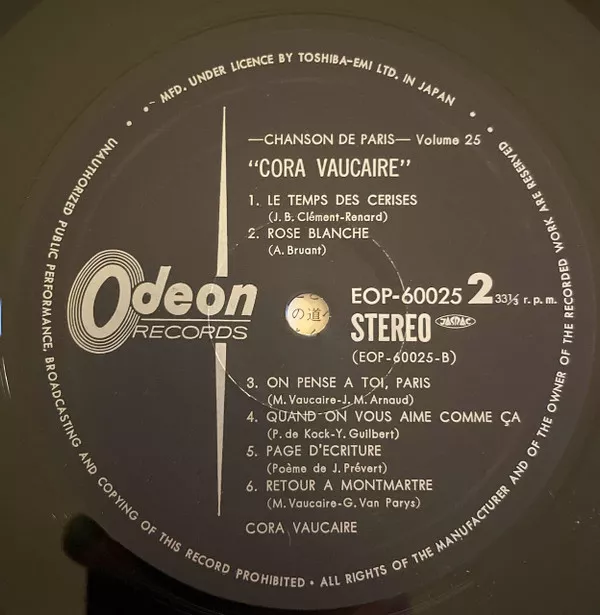 MFD. UNDER LICENCE BY TOSHIBA-EMI LTD. IN JAPAN
UNAUTHORIZED PUBLIC PERFORMANCE, BROADCASTING AND COPYING OF THIS RECORD PROHIBITED • ALL RIGHTS OF THE MANUFACTURER AND OF THE OWNER OF THE RECORDED WORK ARE RESERVED
—CHANSON DE PARIS— Volume 25
"CORA VAUCAIRE"
1. LE TEMPS DES CERISES
(J. B. Clément-Renard)
2. ROSE BLANCHE
(A. Bruant)
Odeon
RECORDS
EOP-60025 2 33⅓ r. p. m.
STEREO JASRAC
(EOP-60025-B)
の道
3. ON PENSE A TOI, PARIS
(M. Vaucaire-J. M. Arnaud)
4. QUAND ON VOUS AIME COMME ÇA
(P. de Kock-Y. Guilbert)
5. PAGE D'ECRITURE
(Poème de J. Prévert)
6. RETOUR A MONTMARTRE
(M. Vaucaire-G. Van Parys)
CORA VAUCAIRE